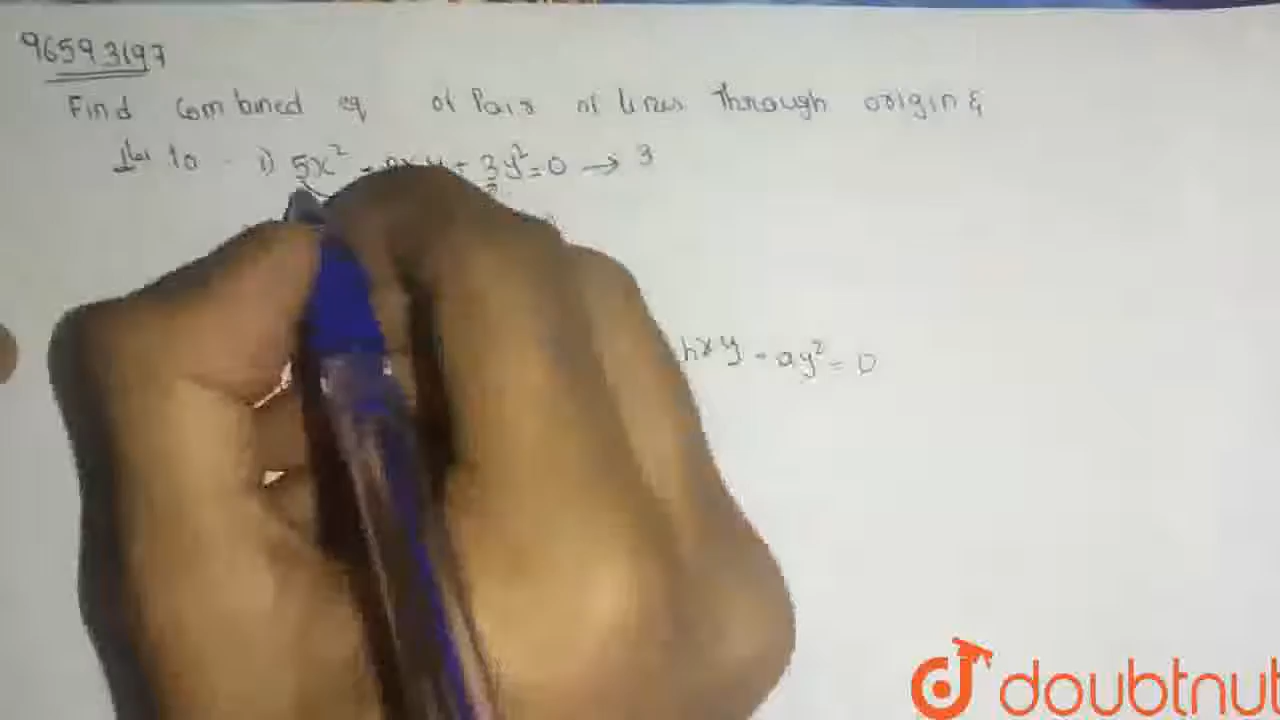 96593197
Find Combined eq of Pair of lines Through origin &
1lar to i) 5x² - 3y² = 0 → 3
hxy - ay² = 0
doubtnut